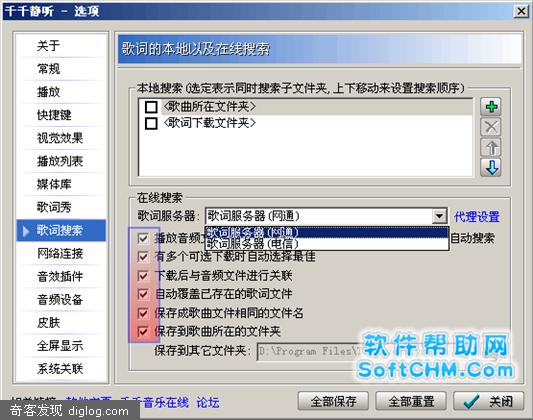 千千静听 - 选项
关于
常规
播放
快捷键
视觉效果
播放列表
媒体库
歌词秀
歌词搜索
网络连接
音效插件
音频设备
皮肤
全屏显示
系统关联
歌词的本地以及在线搜索
本地搜索(选定表示同时搜索子文件夹,上下移动来设置搜索顺序)
<歌曲所在文件夹>
<歌词下载文件夹>
在线搜索
歌词服务器: 歌词服务器(网通) 代理设置
歌词服务器(网通)
歌词服务器(电信)
播放音频文 自动搜索
有多个可选下载时自动选择最佳
下载后与音频文件进行关联
自动覆盖已存在的歌词文件
保存成歌曲文件相同的文件名
保存到歌曲所在的文件夹
保存到其它文件夹: D:\Program Files\
软件帮助网
SoftCHM.com
千千音乐在线 论坛
奇客发现 diglog.com
全部保存 全部重置 关闭